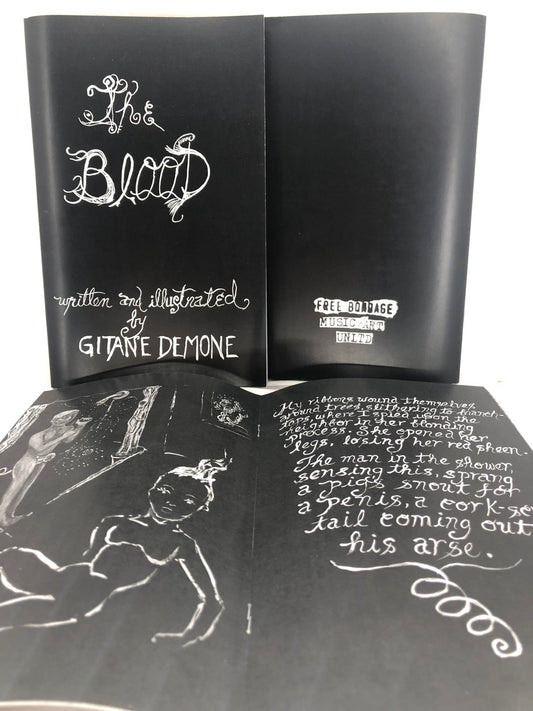 The
Blood
written and illustrated
by
GITANE DEMONE
FREE BONDAGE
MUSIC ART
UNITD
My ribbons wound themselves
around trees, slithering to
tops, where I spied upon the
neighbor in her blonding
process. She opened her
legs, losing her red sheen.
The man in the shower,
sensing this, sprang
a pig's snout for
a penis, a cork-sc
tail coming out
his arse.